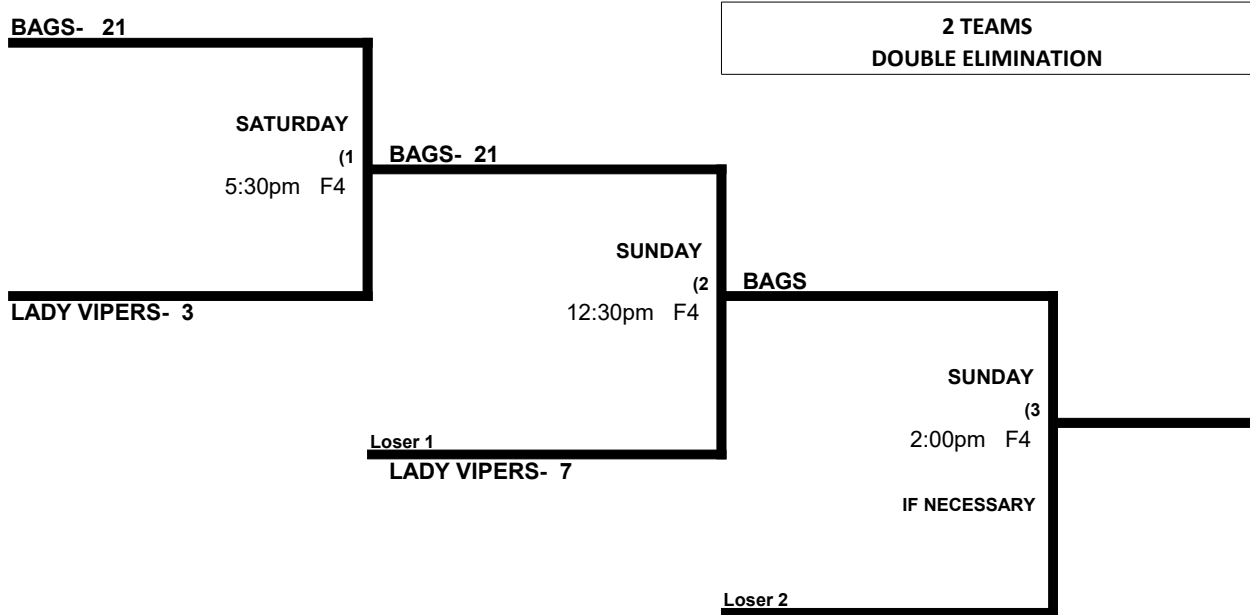 BAGS- 21
2 TEAMS
DOUBLE ELIMINATION
SATURDAY
(1
5:30pm F4
BAGS- 21
LADY VIPERS- 3
SUNDAY
(2
12:30pm F4
BAGS
Loser 1
LADY VIPERS- 7
SUNDAY
(3
2:00pm F4
IF NECESSARY
Loser 2